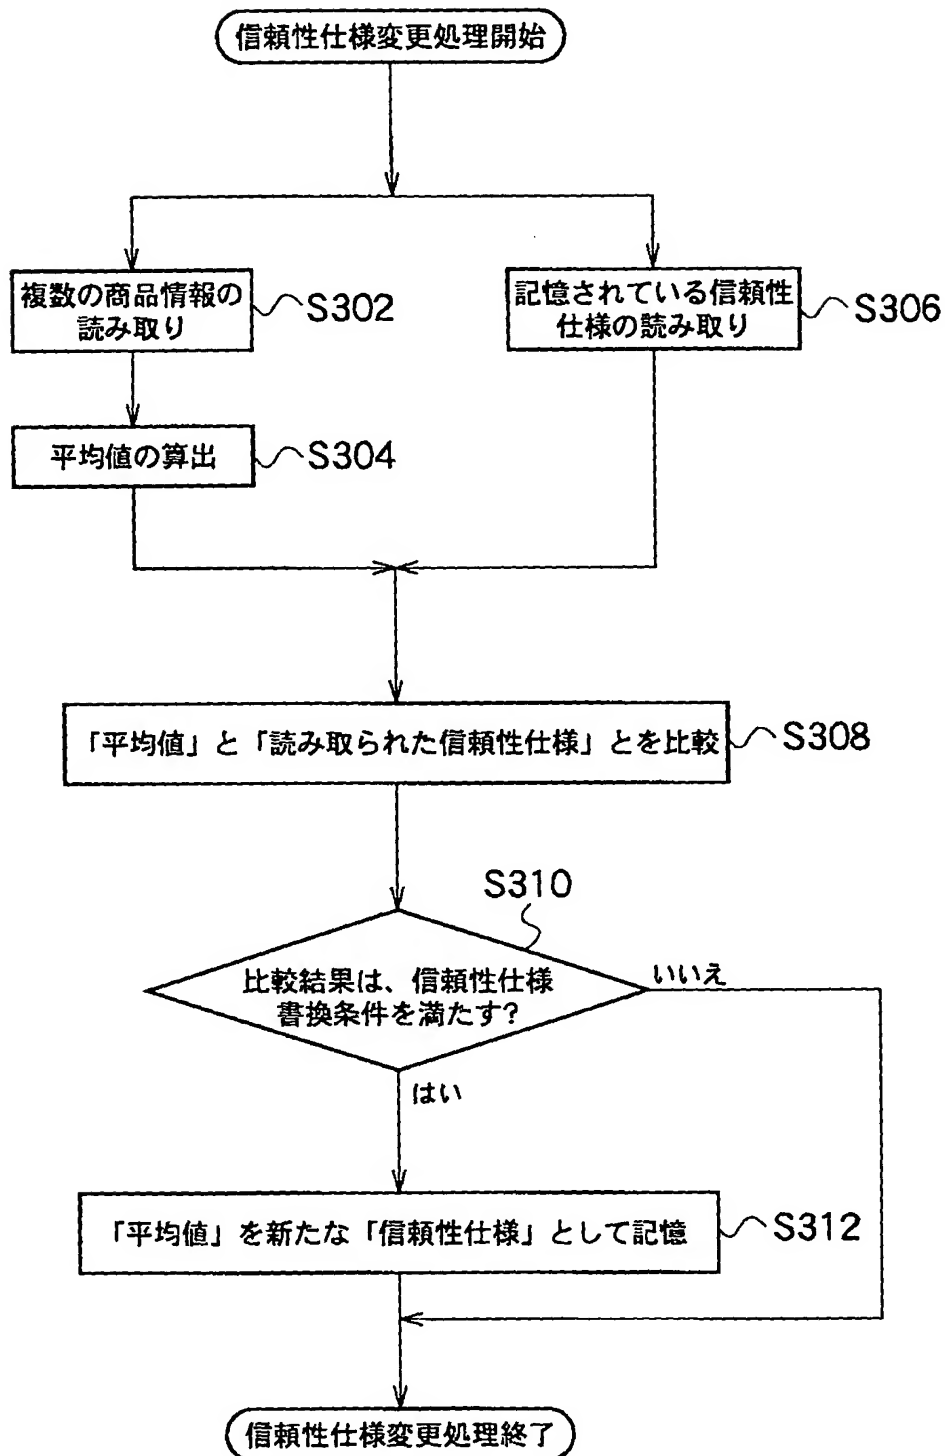 信頼性仕様変更処理開始
複数の商品情報の
読み取り
S302
記憶されている信頼性
仕様の読み取り
S306
平均値の算出
S304
「平均値」と「読み取られた信頼性仕様」とを比較
S308
S310
比較結果は、信頼性仕様
書換条件を満たす?
いいえ
はい
「平均値」を新たな「信頼性仕様」として記憶
S312
信頼性仕様変更処理終了